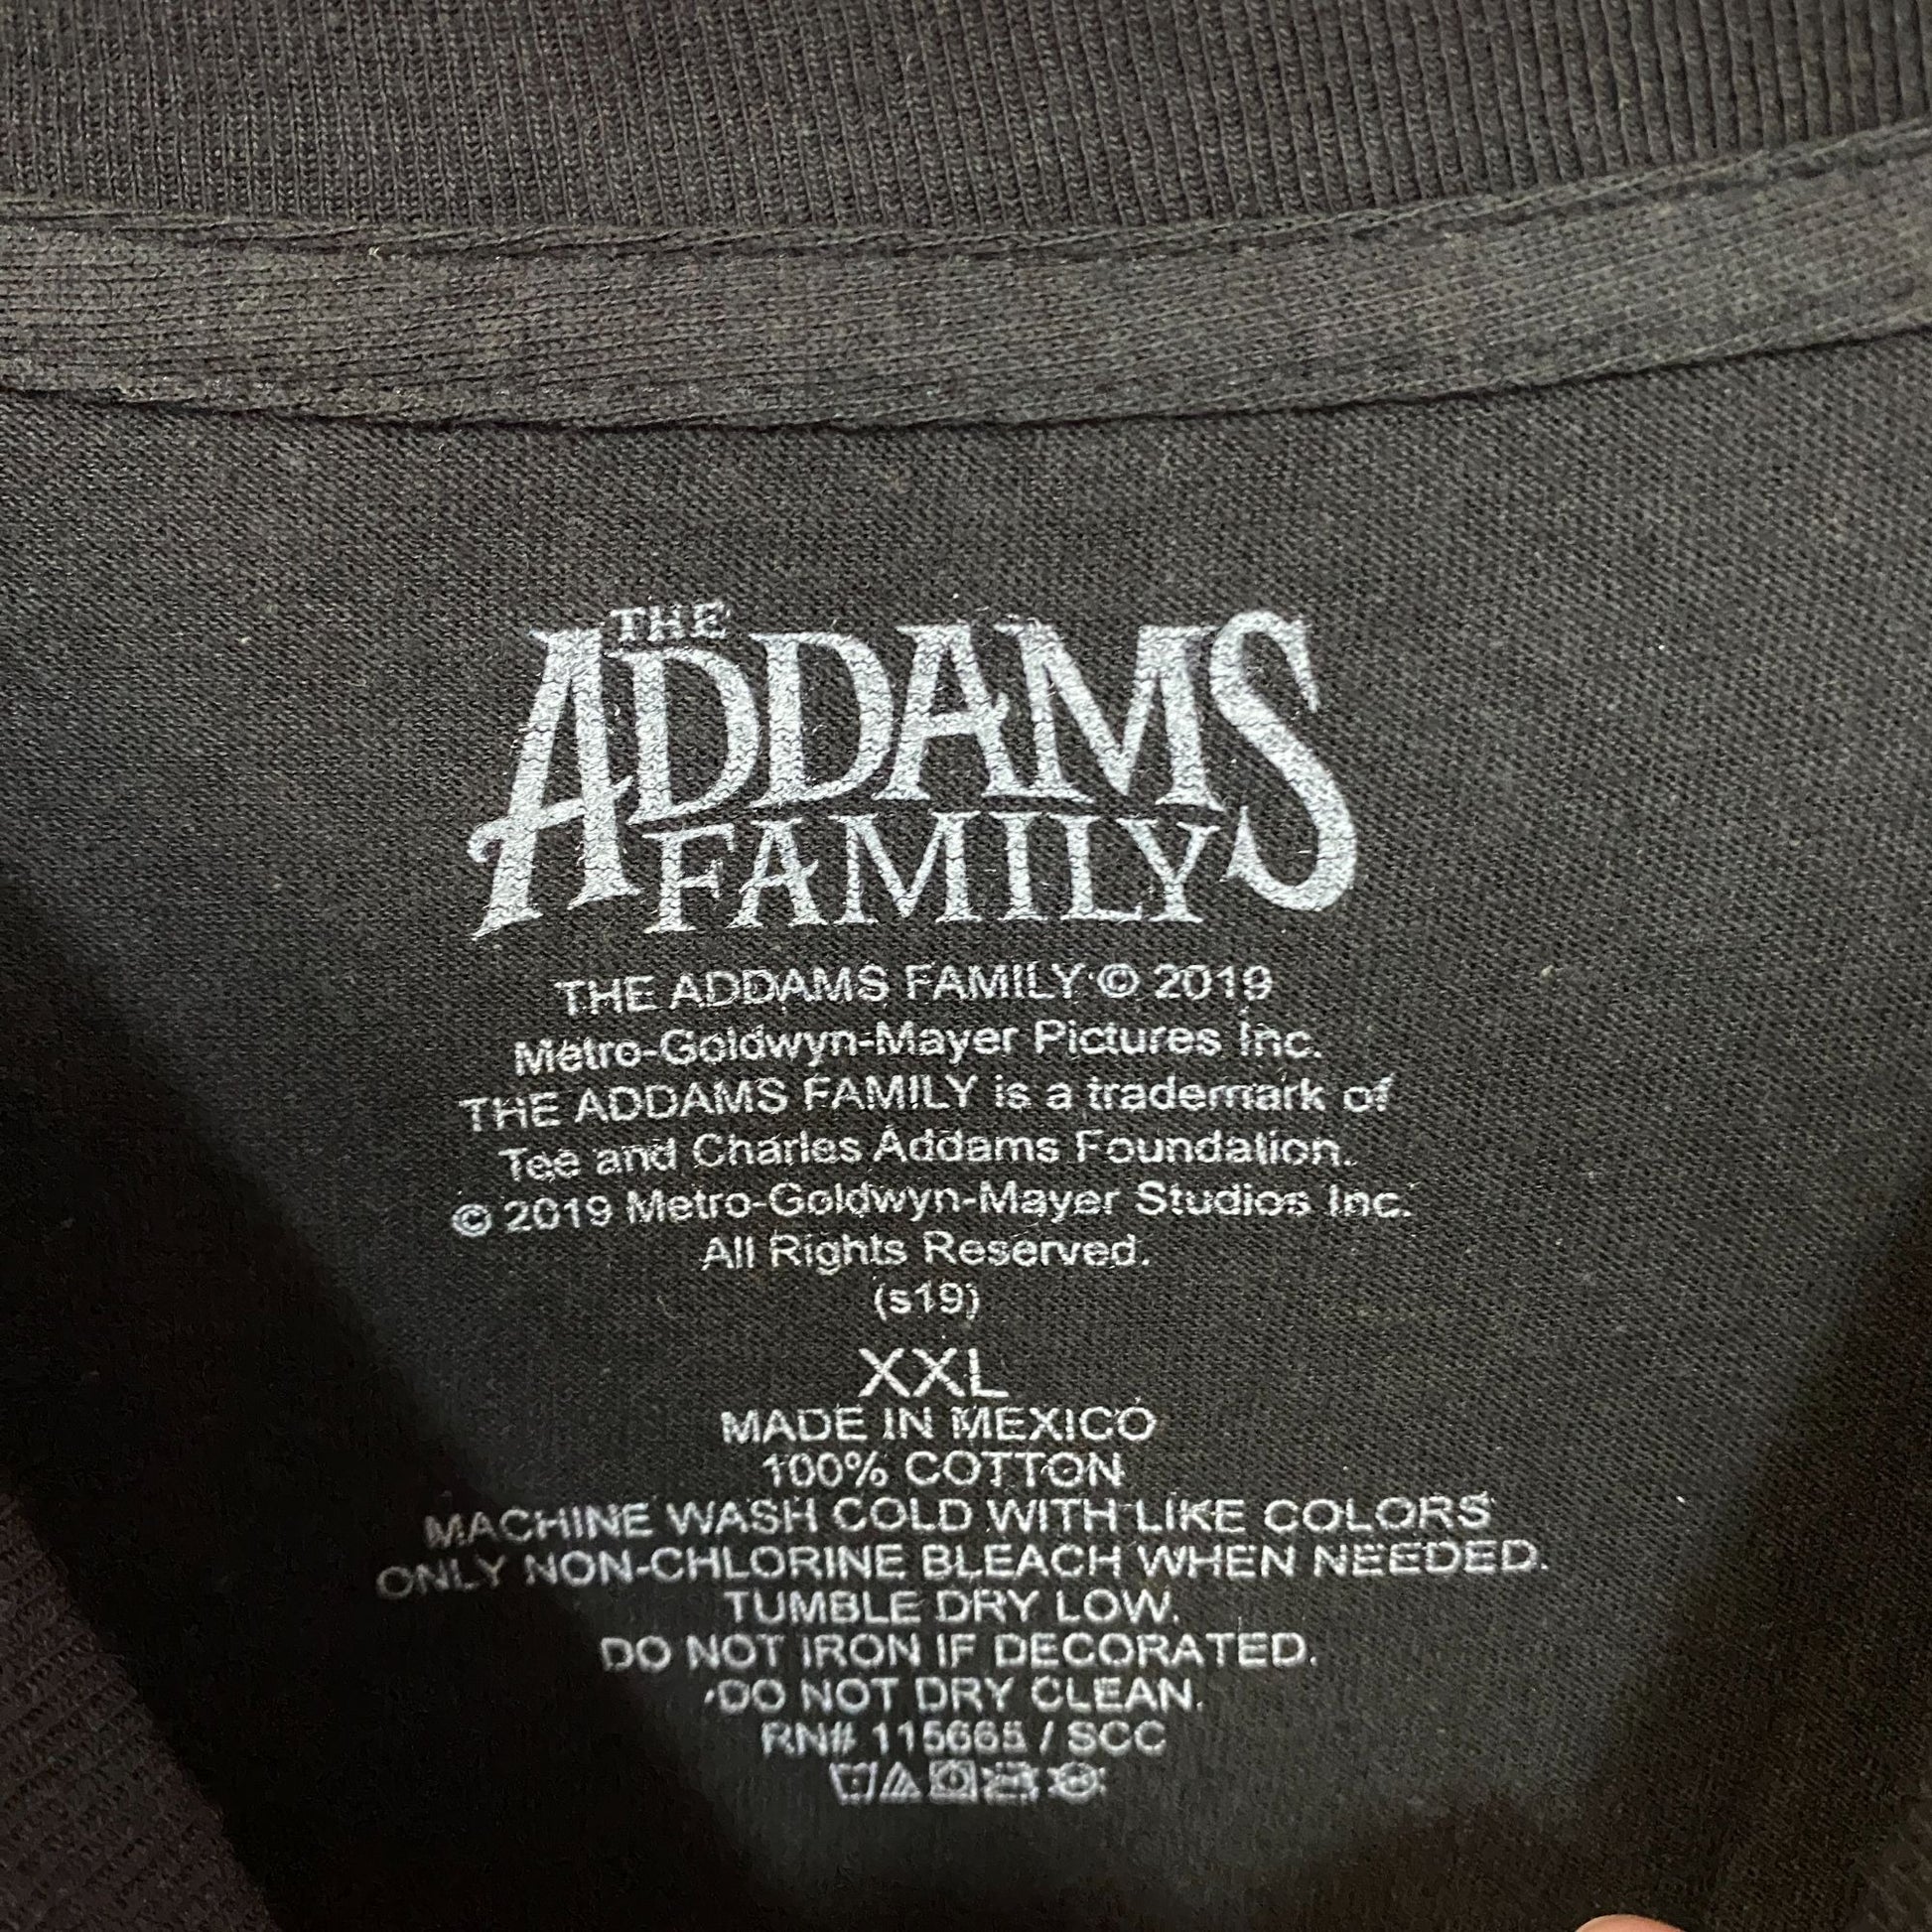 THE
ADDAMS
FAMILY
THE ADDAMS FAMILY © 2019
Metro-Goldwyn-Mayer Pictures Inc.
THE ADDAMS FAMILY is a trademark of
Tee and Charles Addams Foundation.
© 2019 Metro-Goldwyn-Mayer Studios Inc.
All Rights Reserved.
(s19)
XXL
MADE IN MEXICO
100% COTTON
MACHINE WASH COLD WITH LIKE COLORS
ONLY NON-CHLORINE BLEACH WHEN NEEDED.
TUMBLE DRY LOW.
DO NOT IRON IF DECORATED.
DO NOT DRY CLEAN.
RN# 115665 / SCC